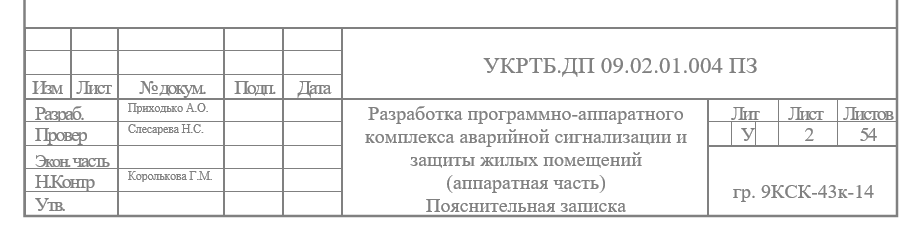 УКРТБ.ДП 09.02.01.004 ПЗ
Изм Лист № докум. Подп. Дата
Разраб. Приходько А.О.
Провер Слесарева Н.С.
Экон. часть
Н.Контр Королькова Г.М.
Утв.
Разработка программно-аппаратного
комплекса аварийной сигнализации и
защиты жилых помещений
(аппаратная часть)
Пояснительная записка
Лит Лист Листов
У 2 54
гр. 9КСК-43к-14